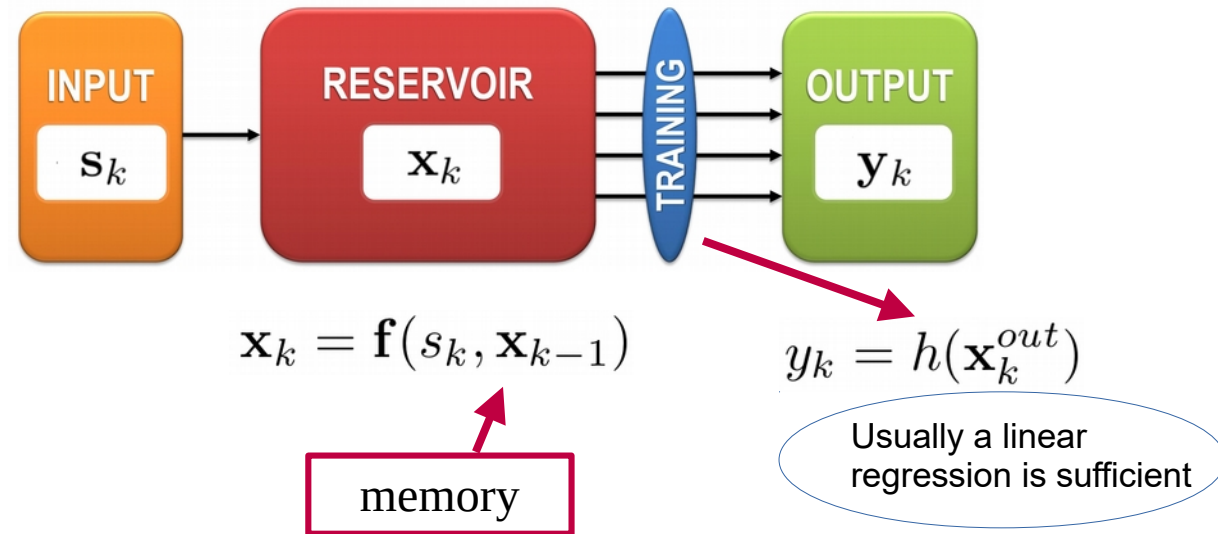 INPUT
s_k
RESERVOIR
x_k
TRAINING
OUTPUT
y_k
x_k = f(s_k, x_{k-1})
y_k = h(x_k^{out})
memory
Usually a linear
regression is sufficient